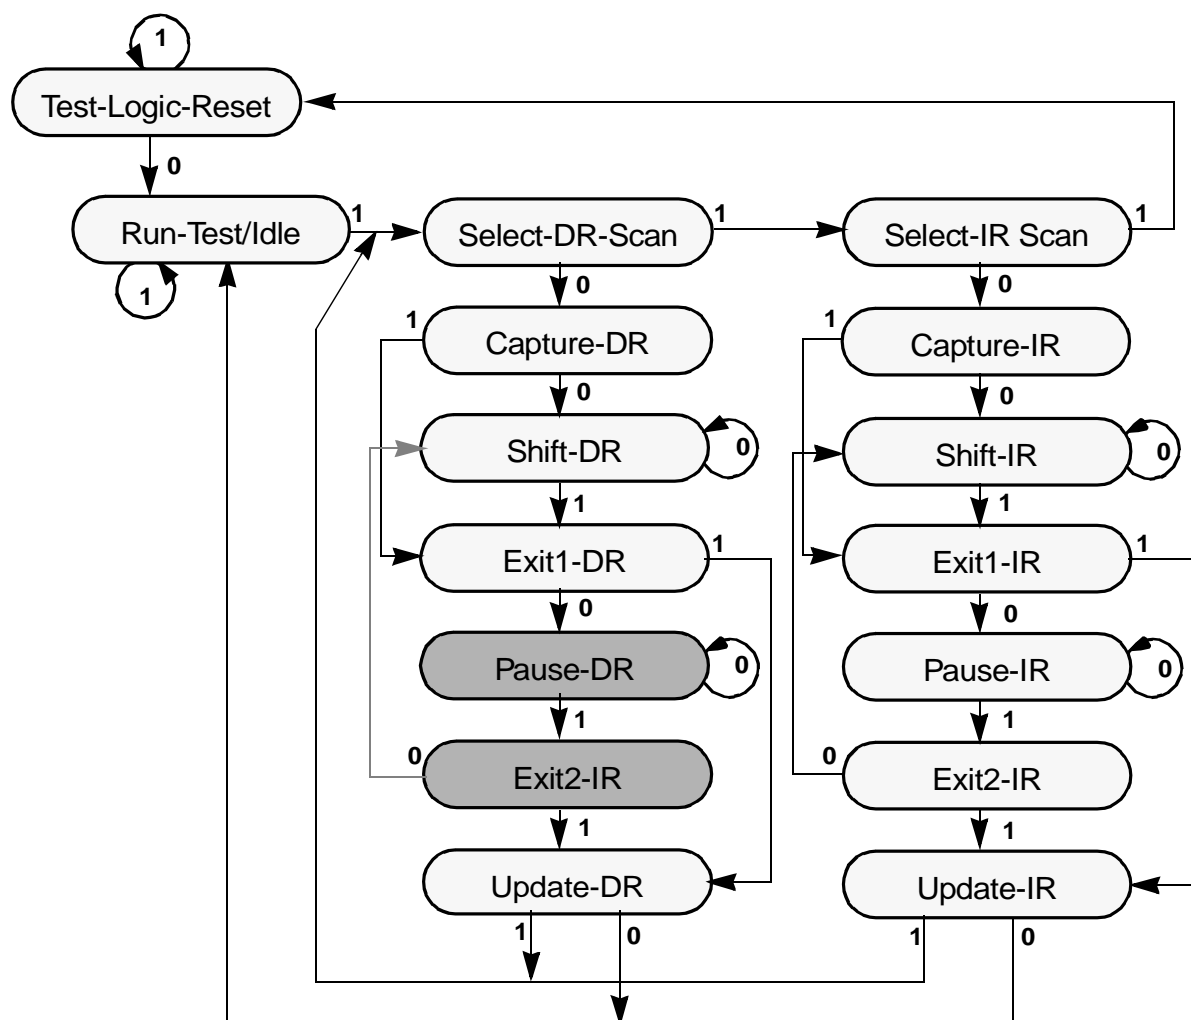 1
Test-Logic-Reset
0
Run-Test/Idle
1
Select-DR-Scan
1
Select-IR Scan
1
1
0
0
1
Capture-DR
1
Capture-IR
0
0
Shift-DR
0
Shift-IR
0
1
1
Exit1-DR
1
Exit1-IR
1
0
0
Pause-DR
0
Pause-IR
0
1
1
0
Exit2-IR
0
Exit2-IR
1
1
Update-DR
Update-IR
1
0
1
0